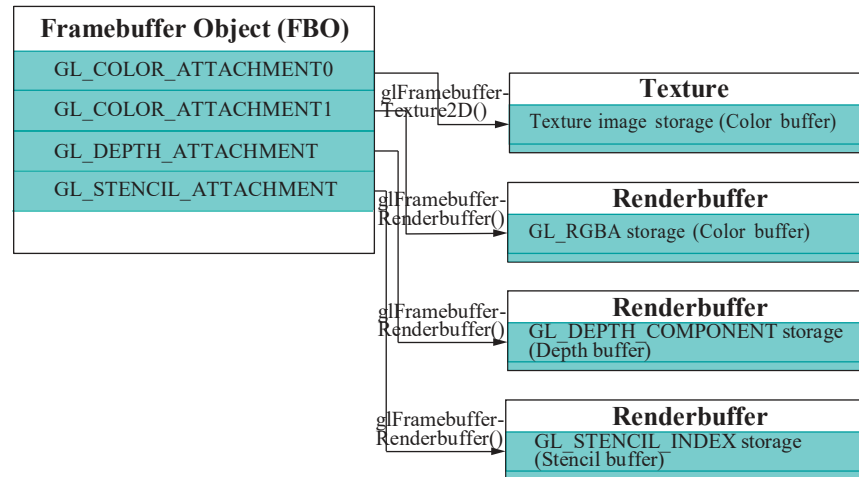 Framebuffer Object (FBO)
GL_COLOR_ATTACHMENT0
GL_COLOR_ATTACHMENT1
GL_DEPTH_ATTACHMENT
GL_STENCIL_ATTACHMENT
glFramebuffer-
Texture2D()
Texture
Texture image storage (Color buffer)
glFramebuffer-
Renderbuffer()
Renderbuffer
GL_RGBA storage (Color buffer)
glFramebuffer-
Renderbuffer()
Renderbuffer
GL_DEPTH_COMPONENT storage
(Depth buffer)
glFramebuffer-
Renderbuffer()
Renderbuffer
GL_STENCIL_INDEX storage
(Stencil buffer)